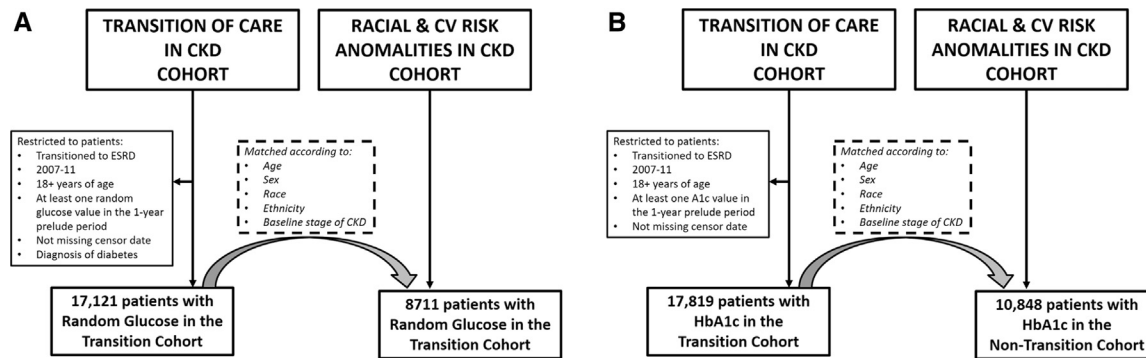 A
TRANSITION OF CARE
IN CKD
COHORT
RACIAL & CV RISK
ANOMALITIES IN CKD
COHORT
Restricted to patients:
• Transitioned to ESRD
• 2007-11
• 18+ years of age
• At least one random
glucose value in the 1-year
prelude period
• Not missing censor date
• Diagnosis of diabetes
Matched according to:
• Age
• Sex
• Race
• Ethnicity
• Baseline stage of CKD
17,121 patients with
Random Glucose in the
Transition Cohort
8711 patients with
Random Glucose in the
Transition Cohort
B
TRANSITION OF CARE
IN CKD
COHORT
RACIAL & CV RISK
ANOMALITIES IN CKD
COHORT
Restricted to patients:
• Transitioned to ESRD
• 2007-11
• 18+ years of age
• At least one A1c value in
the 1-year prelude period
• Not missing censor date
Matched according to:
• Age
• Sex
• Race
• Ethnicity
• Baseline stage of CKD
17,819 patients with
HbA1c in the
Transition Cohort
10,848 patients with
HbA1c in the
Non-Transition Cohort